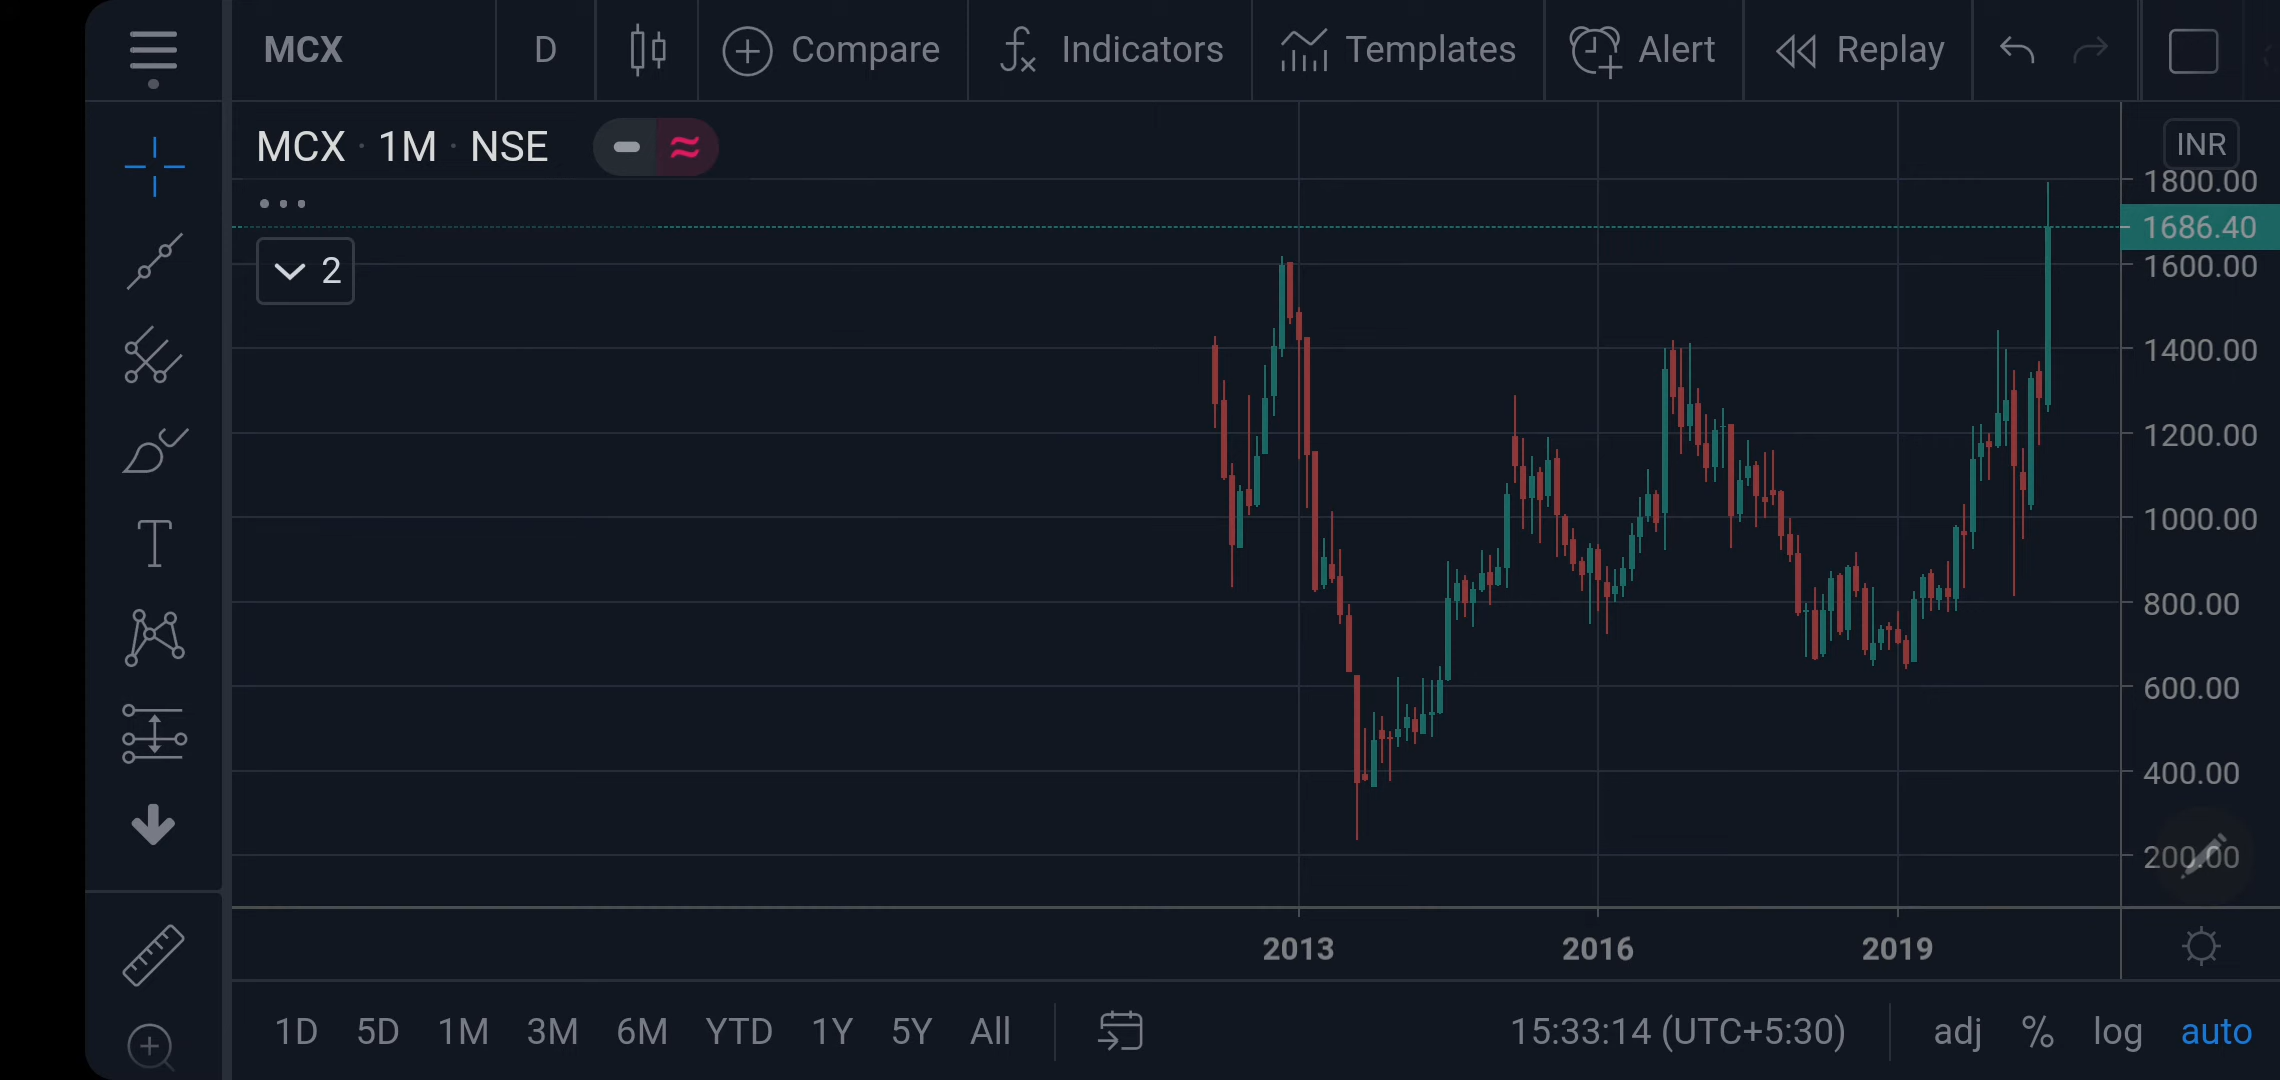 MCX D Compare Indicators Templates Alert Replay
MCX · 1M · NSE
INR
1800.00
1686.40
2
1600.00
1400.00
1200.00
1000.00
800.00
600.00
400.00
200.00
2013 2016 2019
1D 5D 1M 3M 6M YTD 1Y 5Y All 15:33:14 (UTC+5:30) adj % log auto